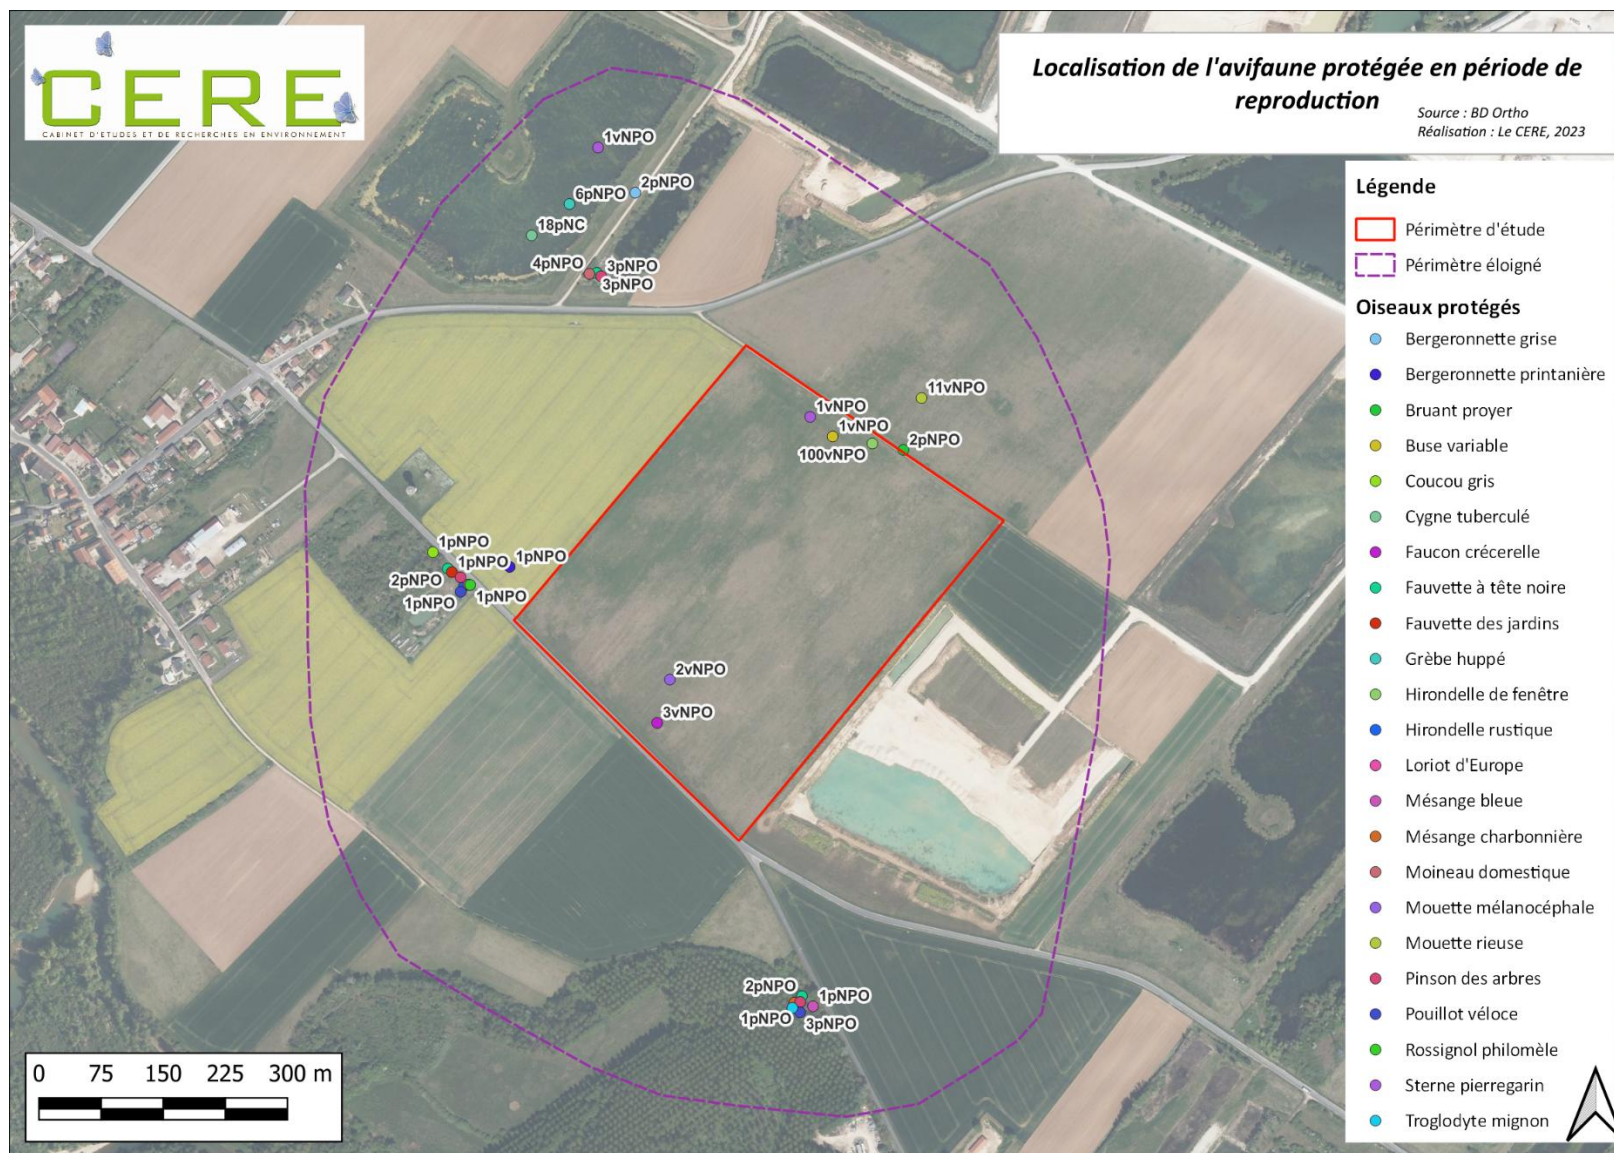 CERE
CABINET D'ETUDES ET DE RECHERCHES EN ENVIRONNEMENT
Localisation de l'avifaune protégée en période de
reproduction
Source : BD Ortho
Réalisation : Le CERE, 2023
1vNPO
2pNPO
6pNPO
18pNC
4pNPO
3pNPO
3pNPO
11vNPO
1vNPO
1vNPO
100vNPO
2pNPO
1pNPO
1pNPO
1pNPO
2pNPO
1pNPO
1pNPO
2vNPO
3vNPO
2pNPO
1pNPO
1pNPO
3pNPO
Légende
Périmètre d'étude
Périmètre éloigné
Oiseaux protégés
Bergeronnette grise
Bergeronnette printanière
Bruant proyer
Buse variable
Coucou gris
Cygne tuberculé
Faucon crécerelle
Fauvette à tête noire
Fauvette des jardins
Grèbe huppé
Hirondelle de fenêtre
Hirondelle rustique
Loriot d'Europe
Mésange bleue
Mésange charbonnière
Moineau domestique
Mouette mélanocéphale
Mouette rieuse
Pinson des arbres
Pouillot véloce
Rossignol philomèle
Sterne pierregarin
Troglodyte mignon
0 75 150 225 300 m